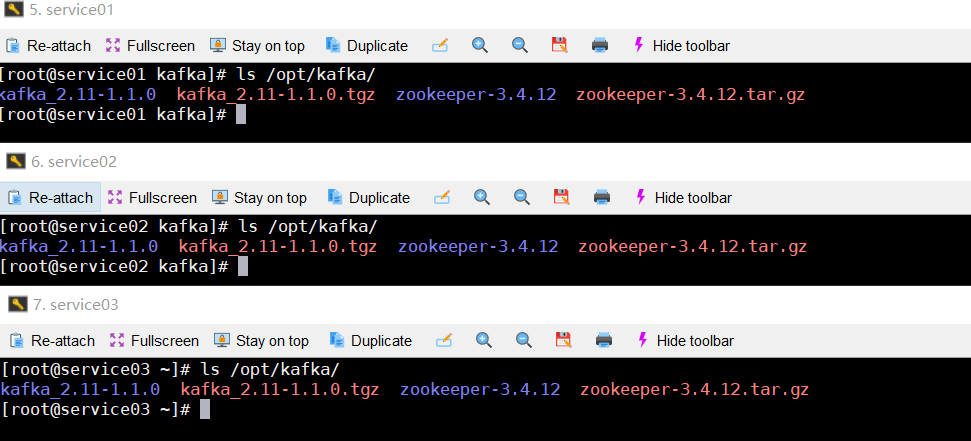 5. service01
Re-attach Fullscreen Stay on top Duplicate Hide toolbar
[root@service01 kafka]# ls /opt/kafka/
kafka_2.11-1.1.0 kafka_2.11-1.1.0.tgz zookeeper-3.4.12 zookeeper-3.4.12.tar.gz
[root@service01 kafka]#
6. service02
Re-attach Fullscreen Stay on top Duplicate Hide toolbar
[root@service02 kafka]# ls /opt/kafka/
kafka_2.11-1.1.0 kafka_2.11-1.1.0.tgz zookeeper-3.4.12 zookeeper-3.4.12.tar.gz
[root@service02 kafka]#
7. service03
Re-attach Fullscreen Stay on top Duplicate Hide toolbar
[root@service03 ~]# ls /opt/kafka/
kafka_2.11-1.1.0 kafka_2.11-1.1.0.tgz zookeeper-3.4.12 zookeeper-3.4.12.tar.gz
[root@service03 ~]#